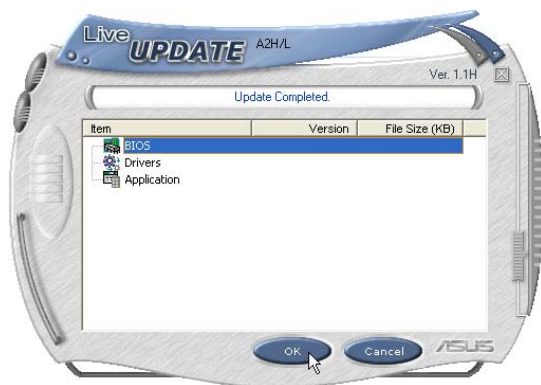 Live UPDATE A2H/L
Ver. 1.1H
Update Completed.
Item Version File Size (KB)
BIOS
Drivers
Application
OK Cancel
ASUS